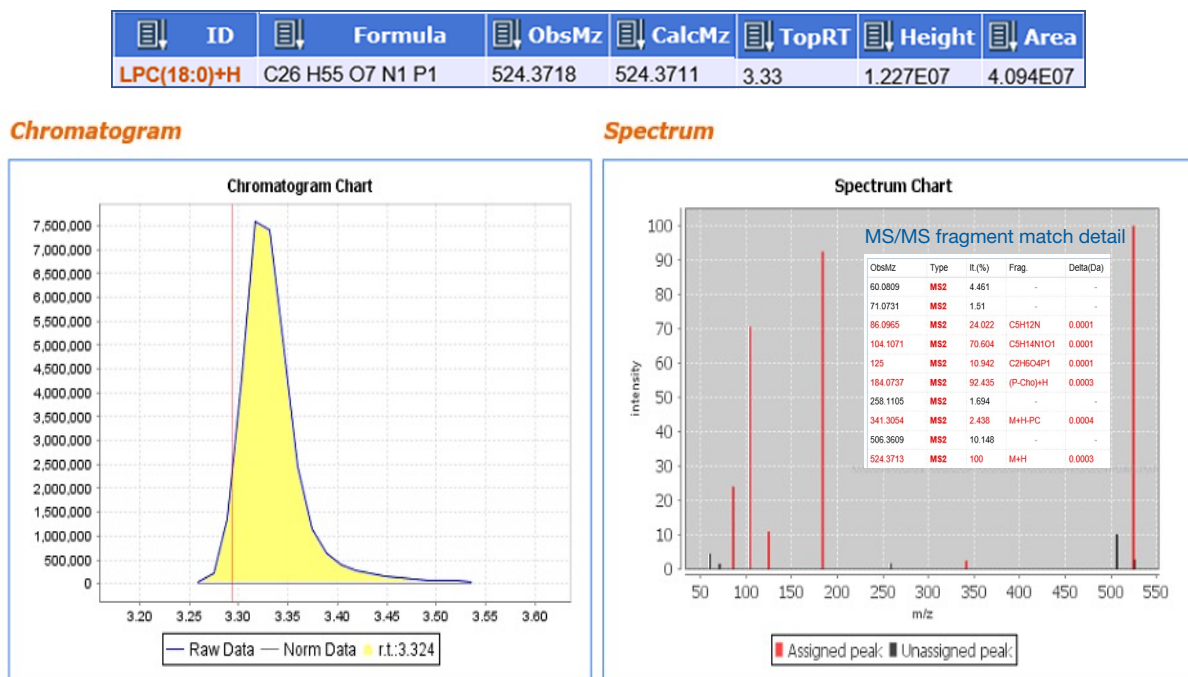 ID Formula ObsMz CalcMz TopRT Height Area
LPC(18:0)+H C26 H55 O7 N1 P1 524.3718 524.3711 3.33 1.227E07 4.094E07
Chromatogram
Chromatogram Chart
7,500,000
7,000,000
6,500,000
6,000,000
5,500,000
5,000,000
4,500,000
4,000,000
3,500,000
3,000,000
2,500,000
2,000,000
1,500,000
1,000,000
500,000
0
3.20 3.25 3.30 3.35 3.40 3.45 3.50 3.55 3.60
Raw Data Norm Data r.t.:3.324
Spectrum
Spectrum Chart
MS/MS fragment match detail
ObsMz Type It.(%) Frag. Delta(Da)
60.0809 MS2 4.461 - -
71.0731 MS2 1.51 - -
86.0965 MS2 24.022 C5H12N 0.0001
104.1071 MS2 70.604 C5H14N1O1 0.0001
125 MS2 10.942 C2H6O4P1 0.0001
184.0737 MS2 92.435 (P-Cho)+H 0.0003
258.1105 MS2 1.694 - -
341.3054 MS2 2.438 M+H-PC 0.0004
506.3609 MS2 10.148 - -
524.3713 MS2 100 M+H 0.0003
intensity
100
90
80
70
60
50
40
30
20
10
0
50 100 150 200 250 300 350 400 450 500 550
m/z
Assigned peak Unassigned peak